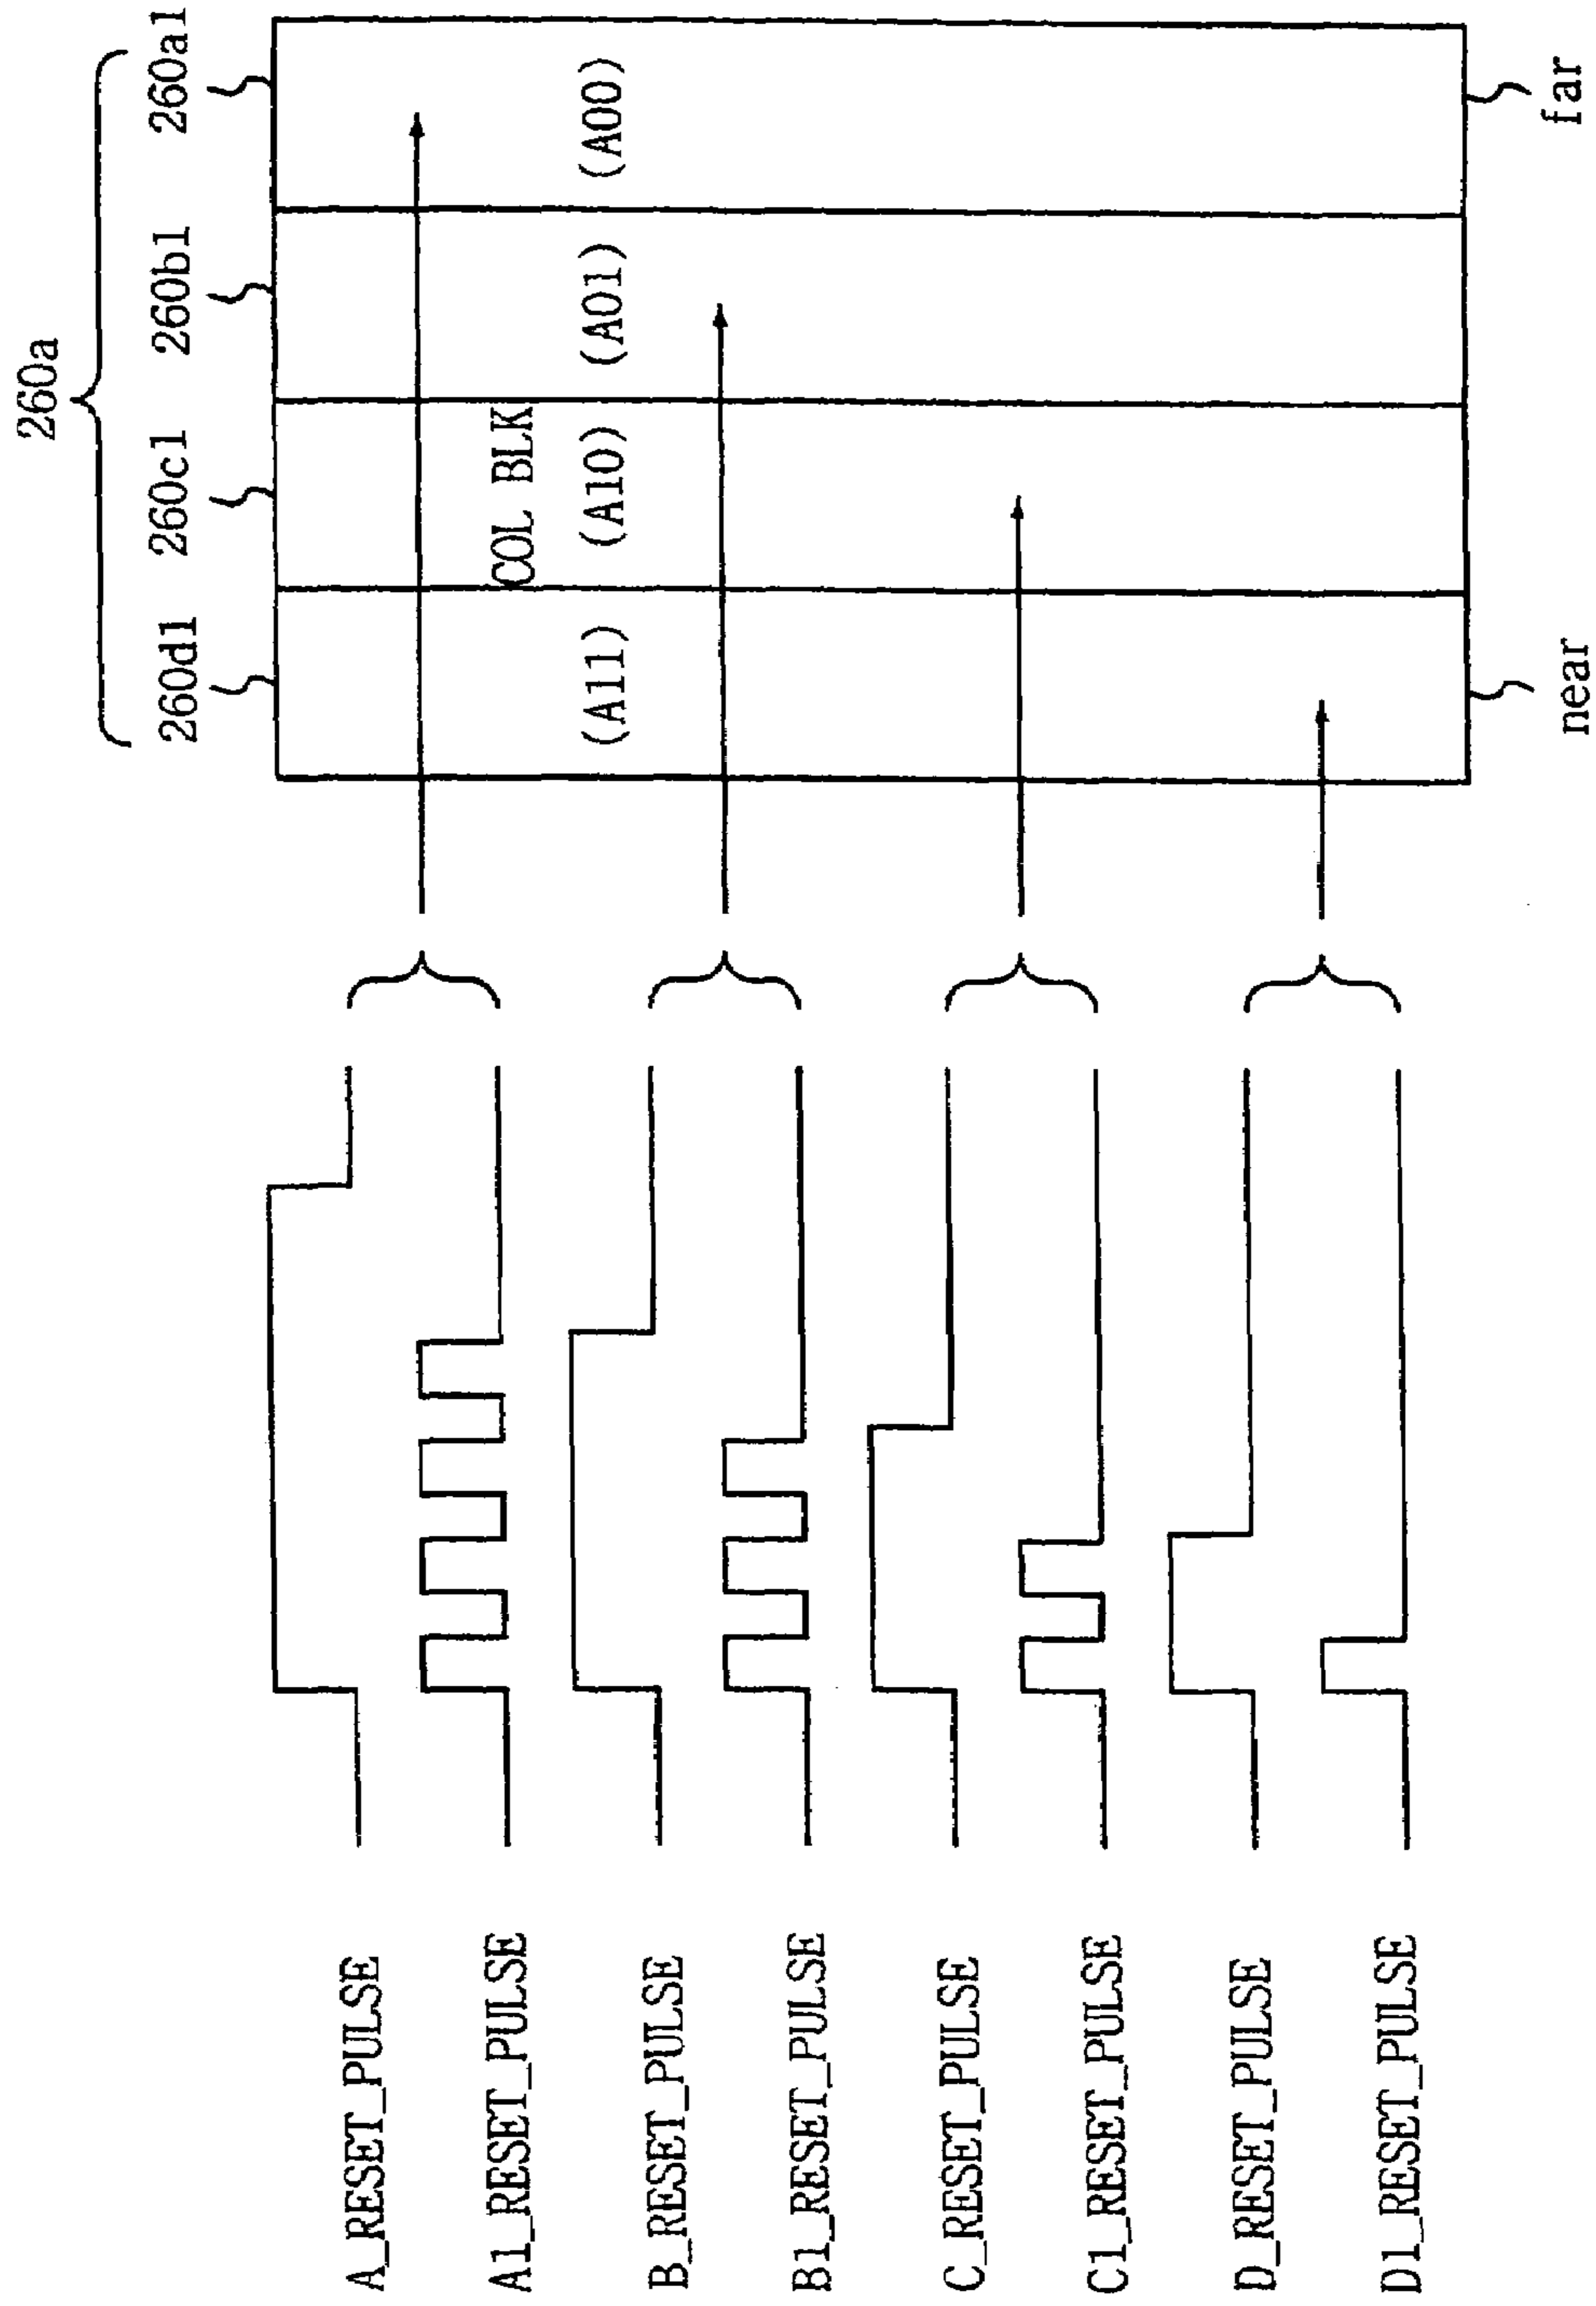 260a
260d1
260c1
260b1
260a1
COL BLK
(A11)
(A10)
(A01)
(A00)
near
far
A_RESET_PULSE
A1_RESET_PULSE
B_RESET_PULSE
B1_RESET_PULSE
C_RESET_PULSE
C1_RESET_PULSE
D_RESET_PULSE
D1_RESET_PULSE